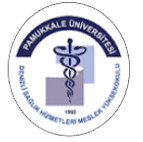 PAMUKKALE ÜNİVERSİTESİ
1992
DENİZLİ SAĞLIK HİZMETLERİ MESLEK YÜKSEKOKULU